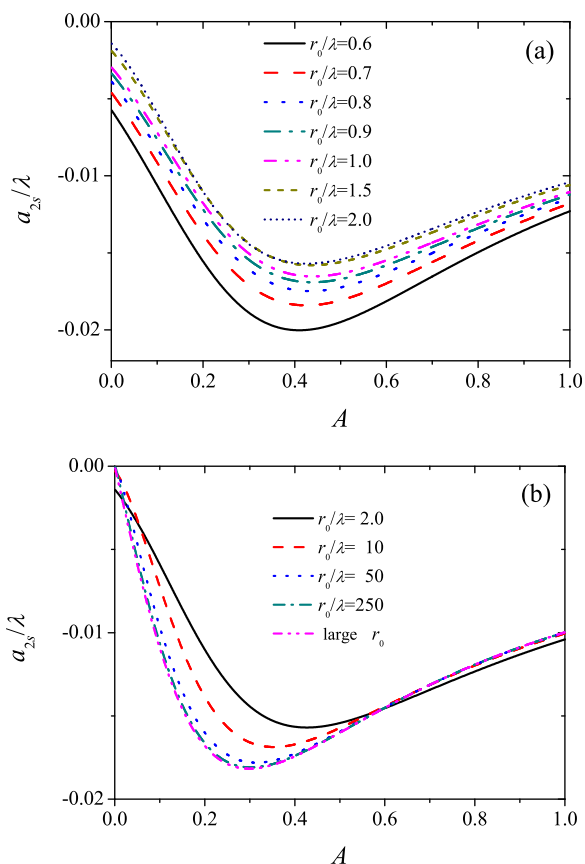 0.00
(a)
r₀/λ=0.6
r₀/λ=0.7
r₀/λ=0.8
r₀/λ=0.9
r₀/λ=1.0
r₀/λ=1.5
r₀/λ=2.0
-0.01
a₂ₛ/λ
-0.02
0.0 0.2 0.4 0.6 0.8 1.0
A
0.00
(b)
r₀/λ= 2.0
r₀/λ= 10
r₀/λ= 50
r₀/λ=250
large r₀
-0.01
a₂ₛ/λ
-0.02
0.0 0.2 0.4 0.6 0.8 1.0
A